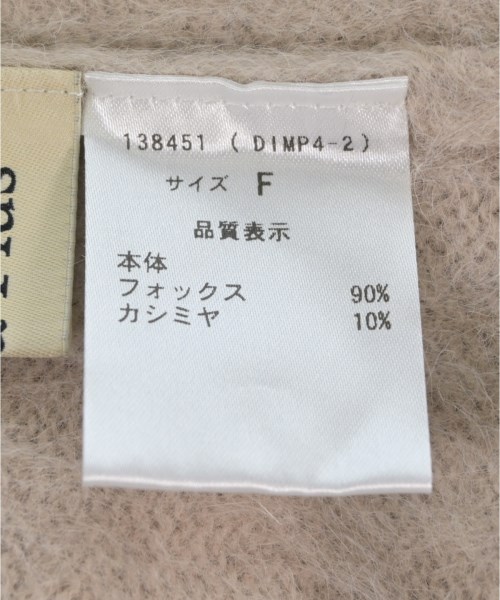 138451 ( DIMP4-2)
サイズ F
品質表示
本体
フォックス 90%
カシミヤ 10%